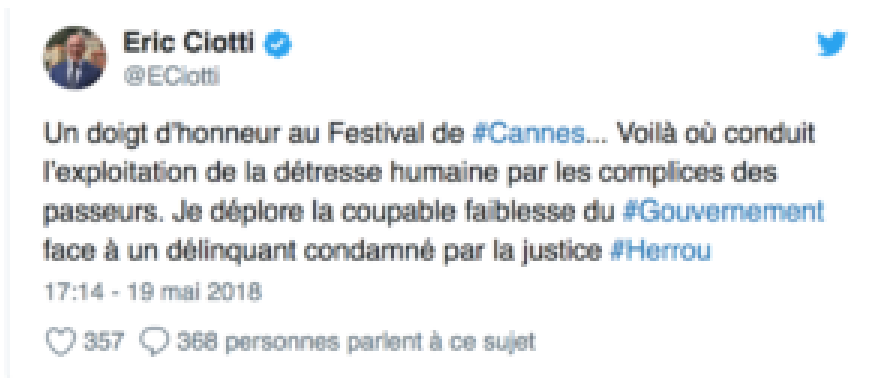 Eric Ciotti
@ECiotti
Un doigt d'honneur au Festival de #Cannes... Voilà où conduit
l'exploitation de la détresse humaine par les complices des
passeurs. Je déplore la coupable faiblesse du #Gouvernement
face à un délinquant condamné par la justice #Herrou
17:14 - 19 mai 2018
357 368 personnes parlent à ce sujet